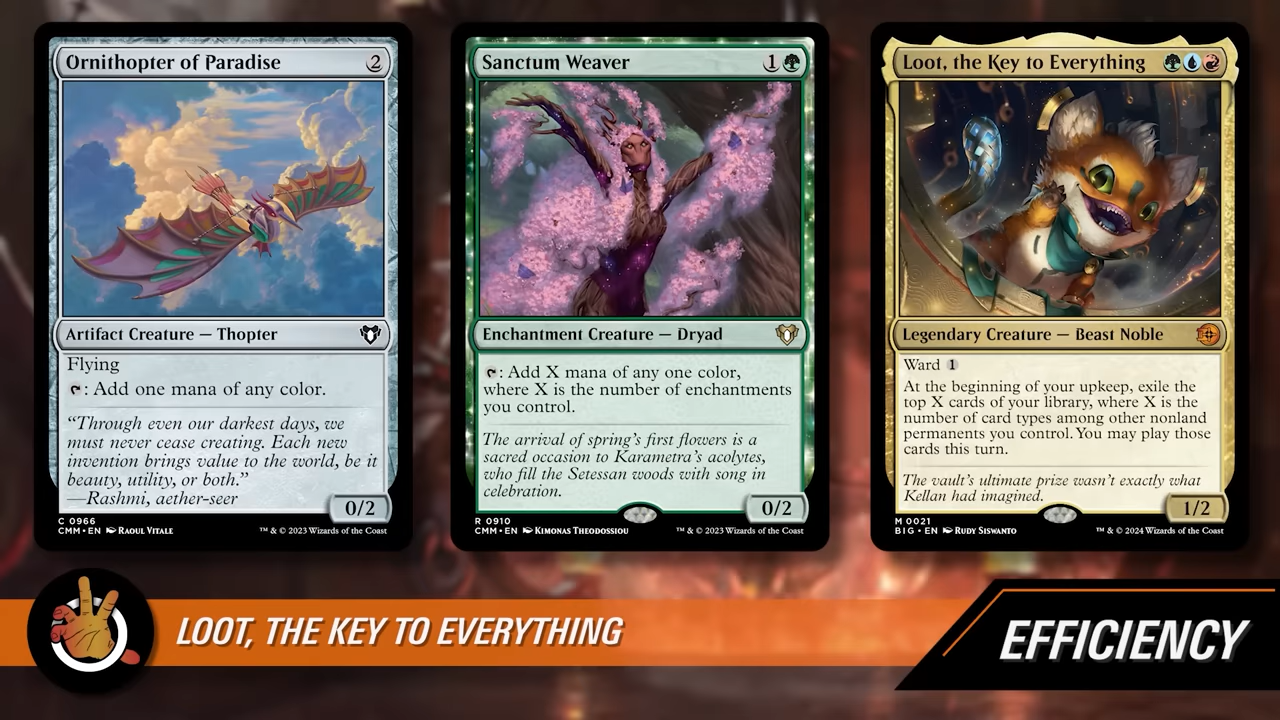 Ornithopter of Paradise 2
Artifact Creature — Thopter
Flying
: Add one mana of any color.
“Through even our darkest days, we
must never cease creating. Each new
invention brings value to the world, be it
beauty, utility, or both.”
—Rashmi, aether-seer
0/2
C 0966
CMM • EN Raoul Vitale
™ & © 2023 Wizards of the Coast
Sanctum Weaver 1
Enchantment Creature — Dryad
: Add X mana of any one color,
where X is the number of enchantments
you control.
The arrival of spring’s first flowers is a
sacred occasion to Karametra’s acolytes,
who fill the Setessan woods with song in
celebration.
0/2
R 0910
CMM • EN Kimonas Theodossiou
™ & © 2023 Wizards of the Coast
Loot, the Key to Everything
Legendary Creature — Beast Noble
Ward 1
At the beginning of your upkeep, exile the
top X cards of your library, where X is the
number of card types among other nonland
permanents you control. You may play those
cards this turn.
The vault’s ultimate prize wasn’t exactly what
Kellan had imagined.
1/2
M 0021
BIG • EN Rudy Siswanto
™ & © 2024 Wizards of the Coast
LOOT, THE KEY TO EVERYTHING
EFFICIENCY